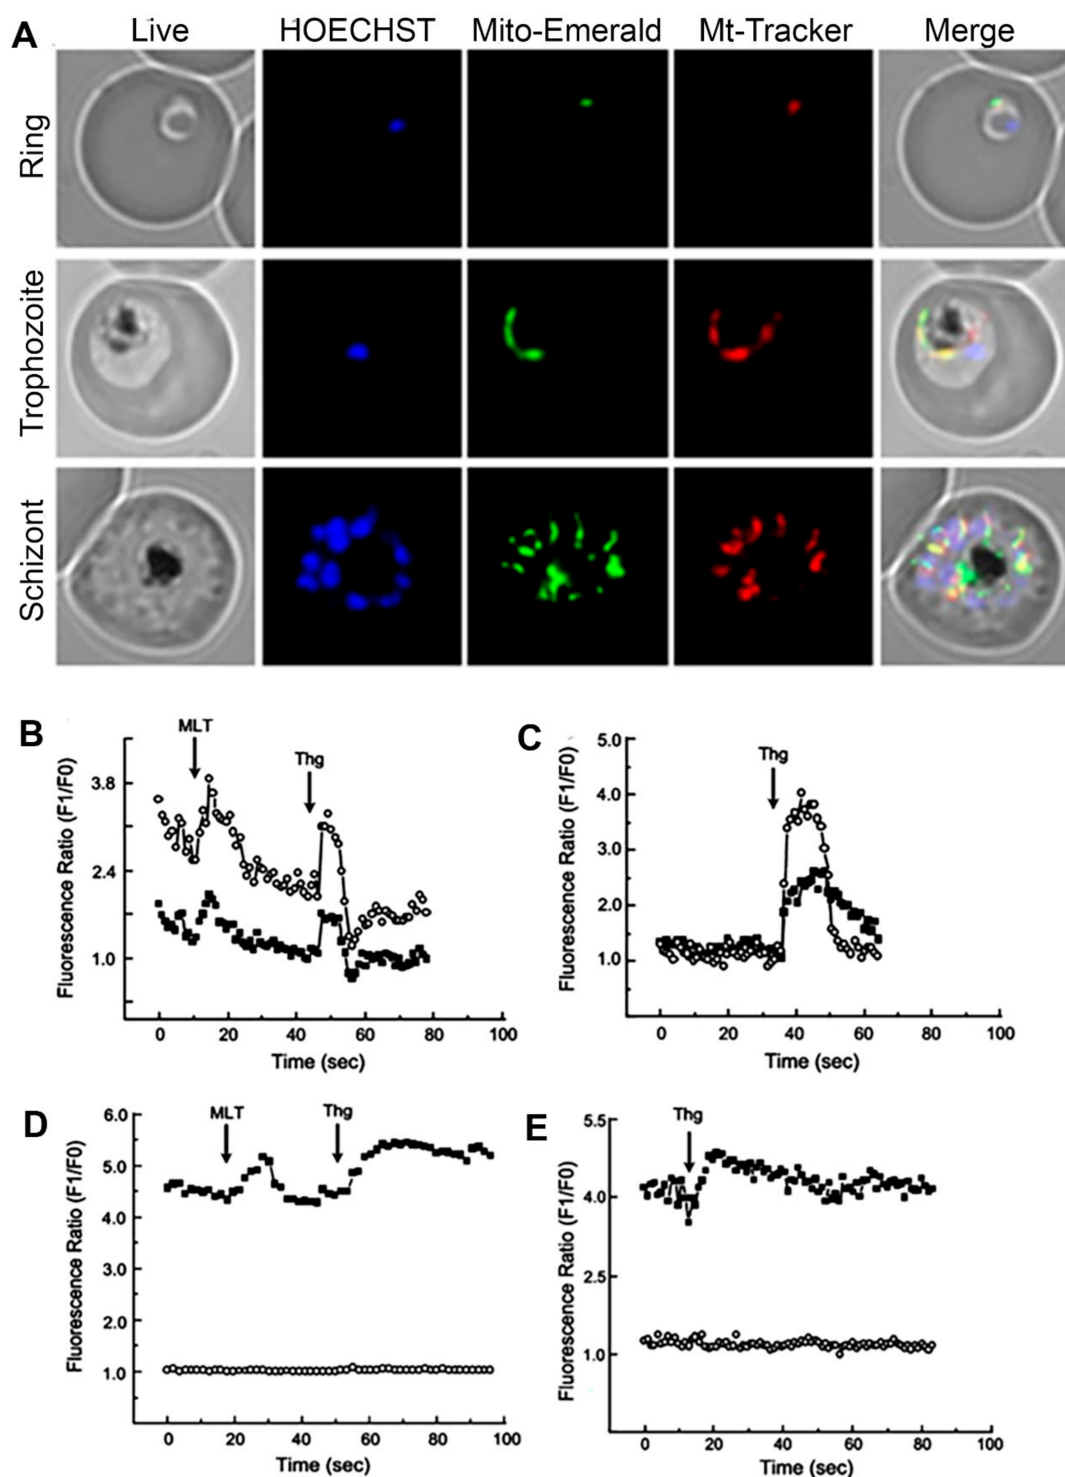 A
Live HOECHST Mito-Emerald Mt-Tracker Merge
Ring
Trophozoite
Schizont
B
MLT
Thg
Fluorescence Ratio (F1/F0)
3.8
2.4
1.0
0 20 40 60 80 100
Time (sec)
C
Thg
Fluorescence Ratio (F1/F0)
5.0
4.0
3.0
2.0
1.0
0 20 40 60 80 100
Time (sec)
D
MLT
Thg
Fluorescence Ratio (F1/F0)
6.0
5.0
4.0
3.0
2.0
1.0
0 20 40 60 80 100
Time (sec)
E
Thg
Fluorescence Ratio (F1/F0)
5.5
4.0
2.5
1.0
0 20 40 60 80 100
Time (sec)